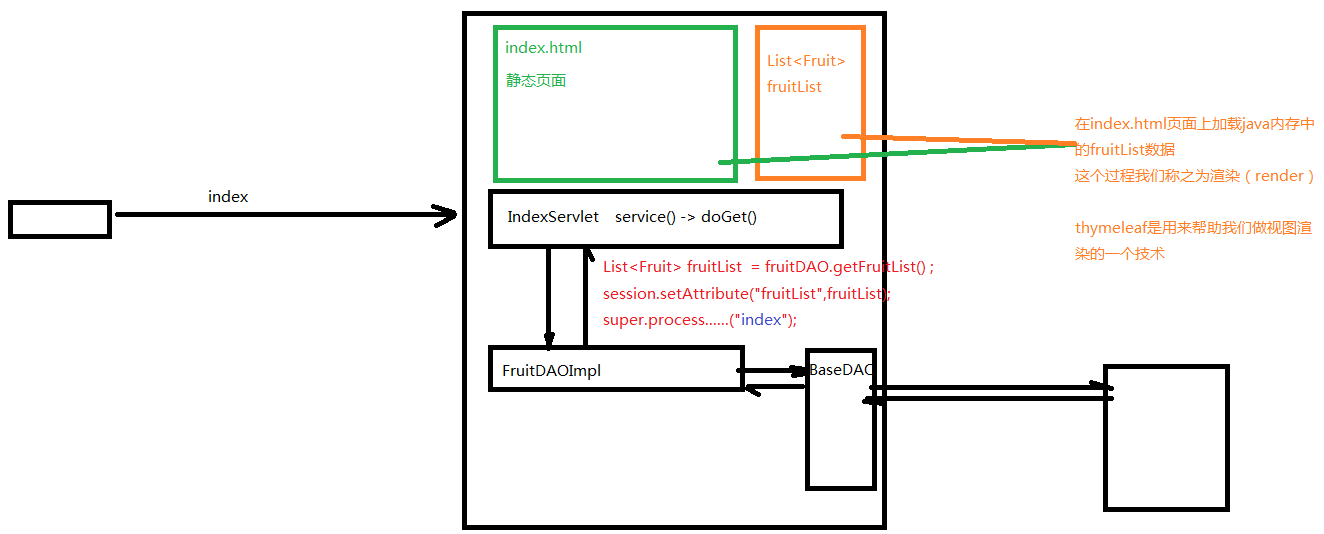 index.html
静态页面
List<Fruit>
fruitList
在index.html页面上加载java内存中
的fruitList数据
这个过程我们称之为渲染（render）
thymeleaf是用来帮助我们做视图渲
染的一个技术
index
IndexServlet service() -> doGet()
List<Fruit> fruitList = fruitDAO.getFruitList() ;
session.setAttribute("fruitList",fruitList);
super.process......("index");
FruitDAOImpl
BaseDAO